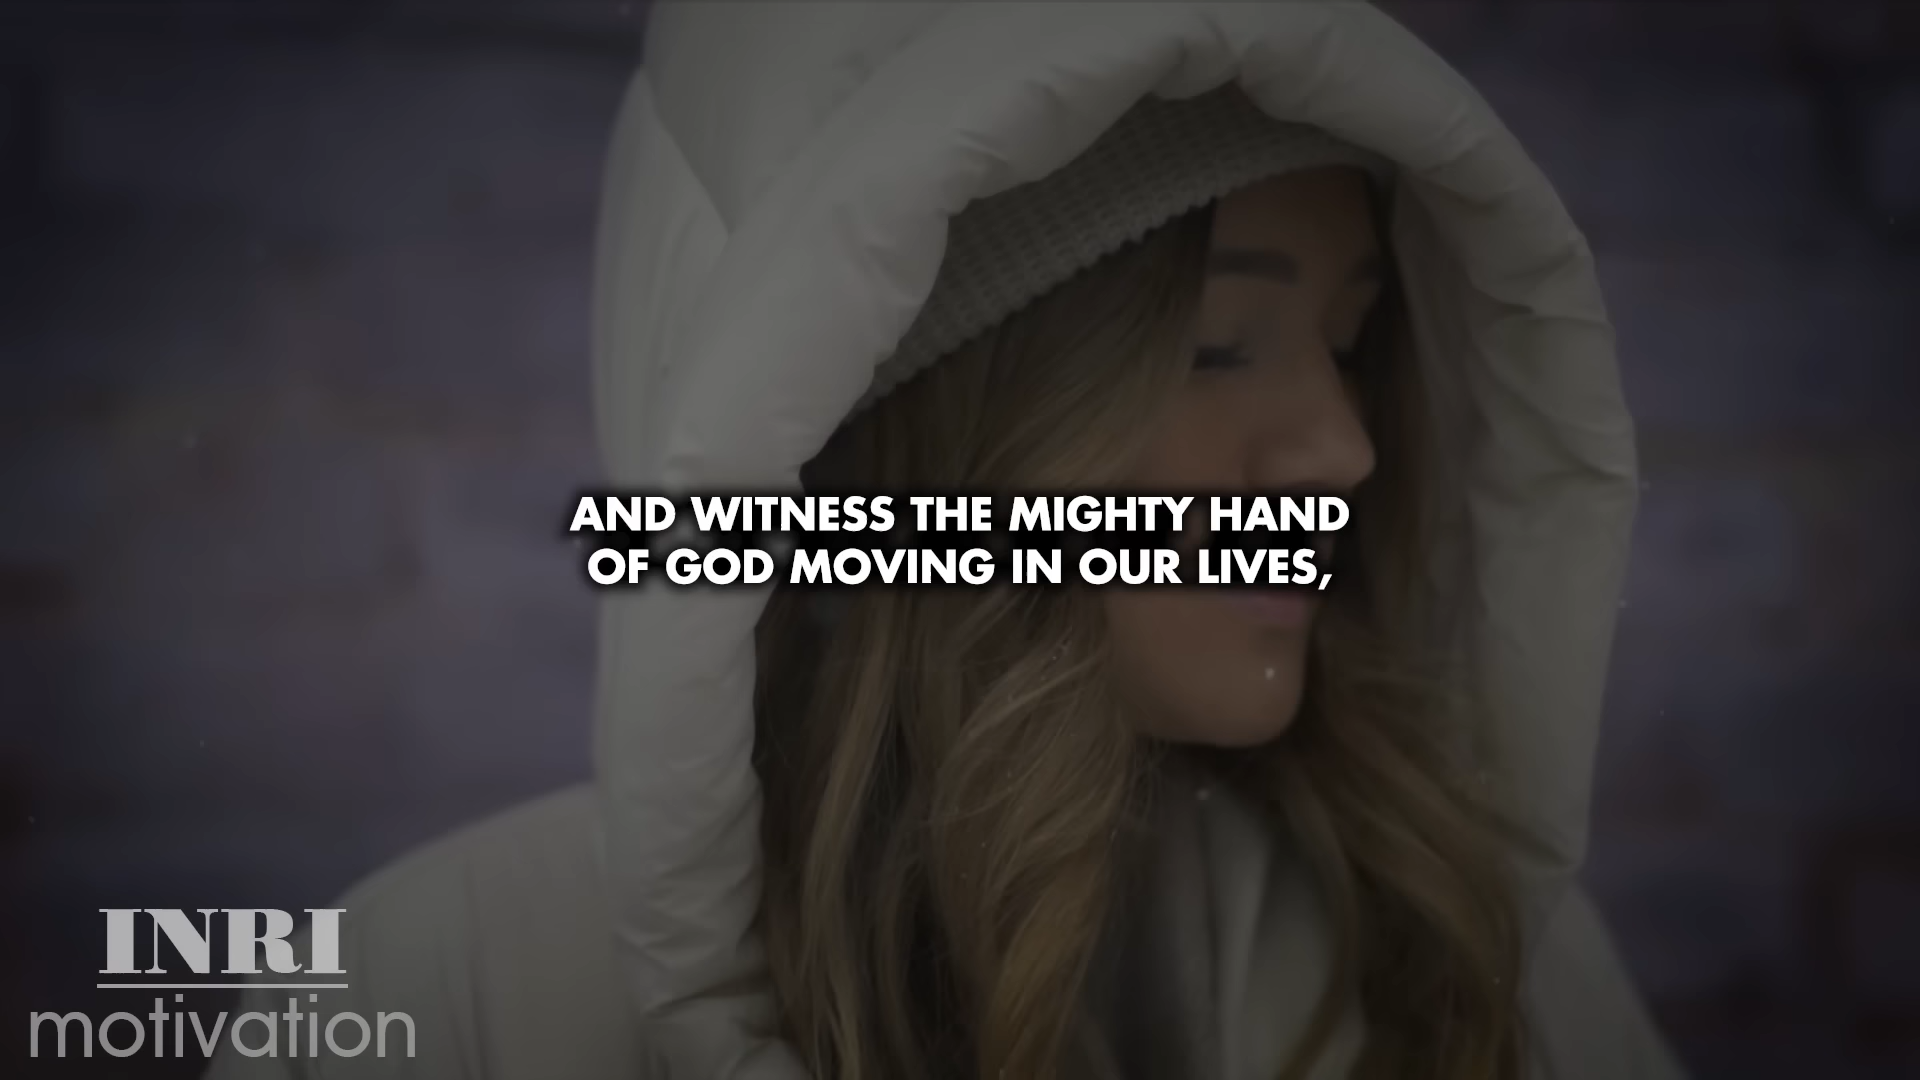 AND WITNESS THE MIGHTY HAND
OF GOD MOVING IN OUR LIVES,
INRI
motivation